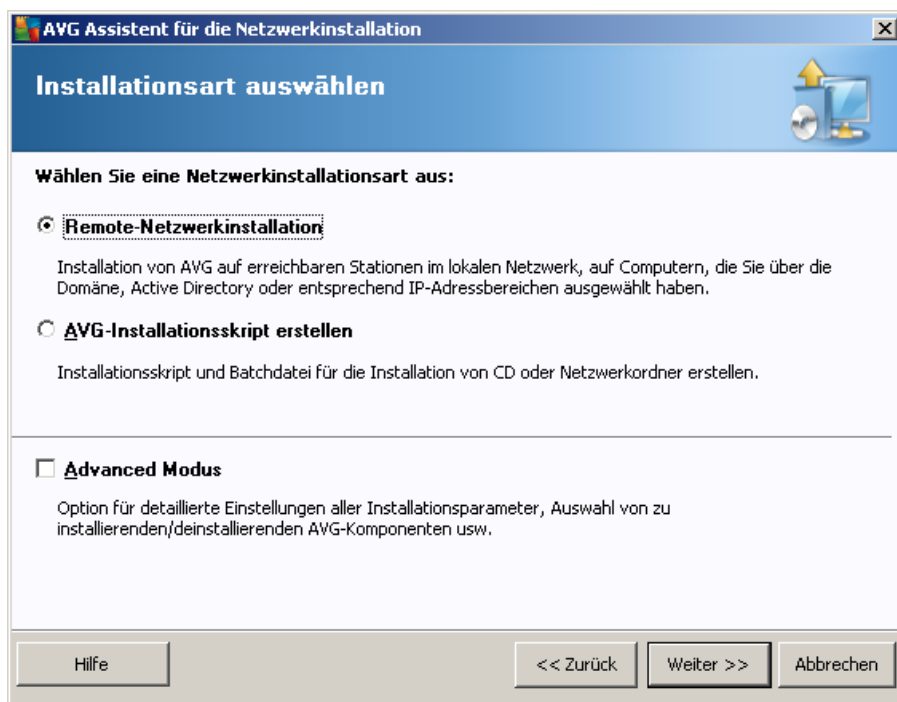 AVG Assistent für die Netzwerkinstallation
Installationsart auswählen
Wählen Sie eine Netzwerkinstallationsart aus:
Remote-Netzwerkinstallation
Installation von AVG auf erreichbaren Stationen im lokalen Netzwerk, auf Computern, die Sie über die
Domäne, Active Directory oder entsprechend IP-Adressbereichen ausgewählt haben.
AVG-Installationsskript erstellen
Installationsskript und Batchdatei für die Installation von CD oder Netzwerkordner erstellen.
Advanced Modus
Option für detaillierte Einstellungen aller Installationsparameter, Auswahl von zu
installierenden/deinstallierenden AVG-Komponenten usw.
Hilfe
<< Zurück
Weiter >>
Abbrechen